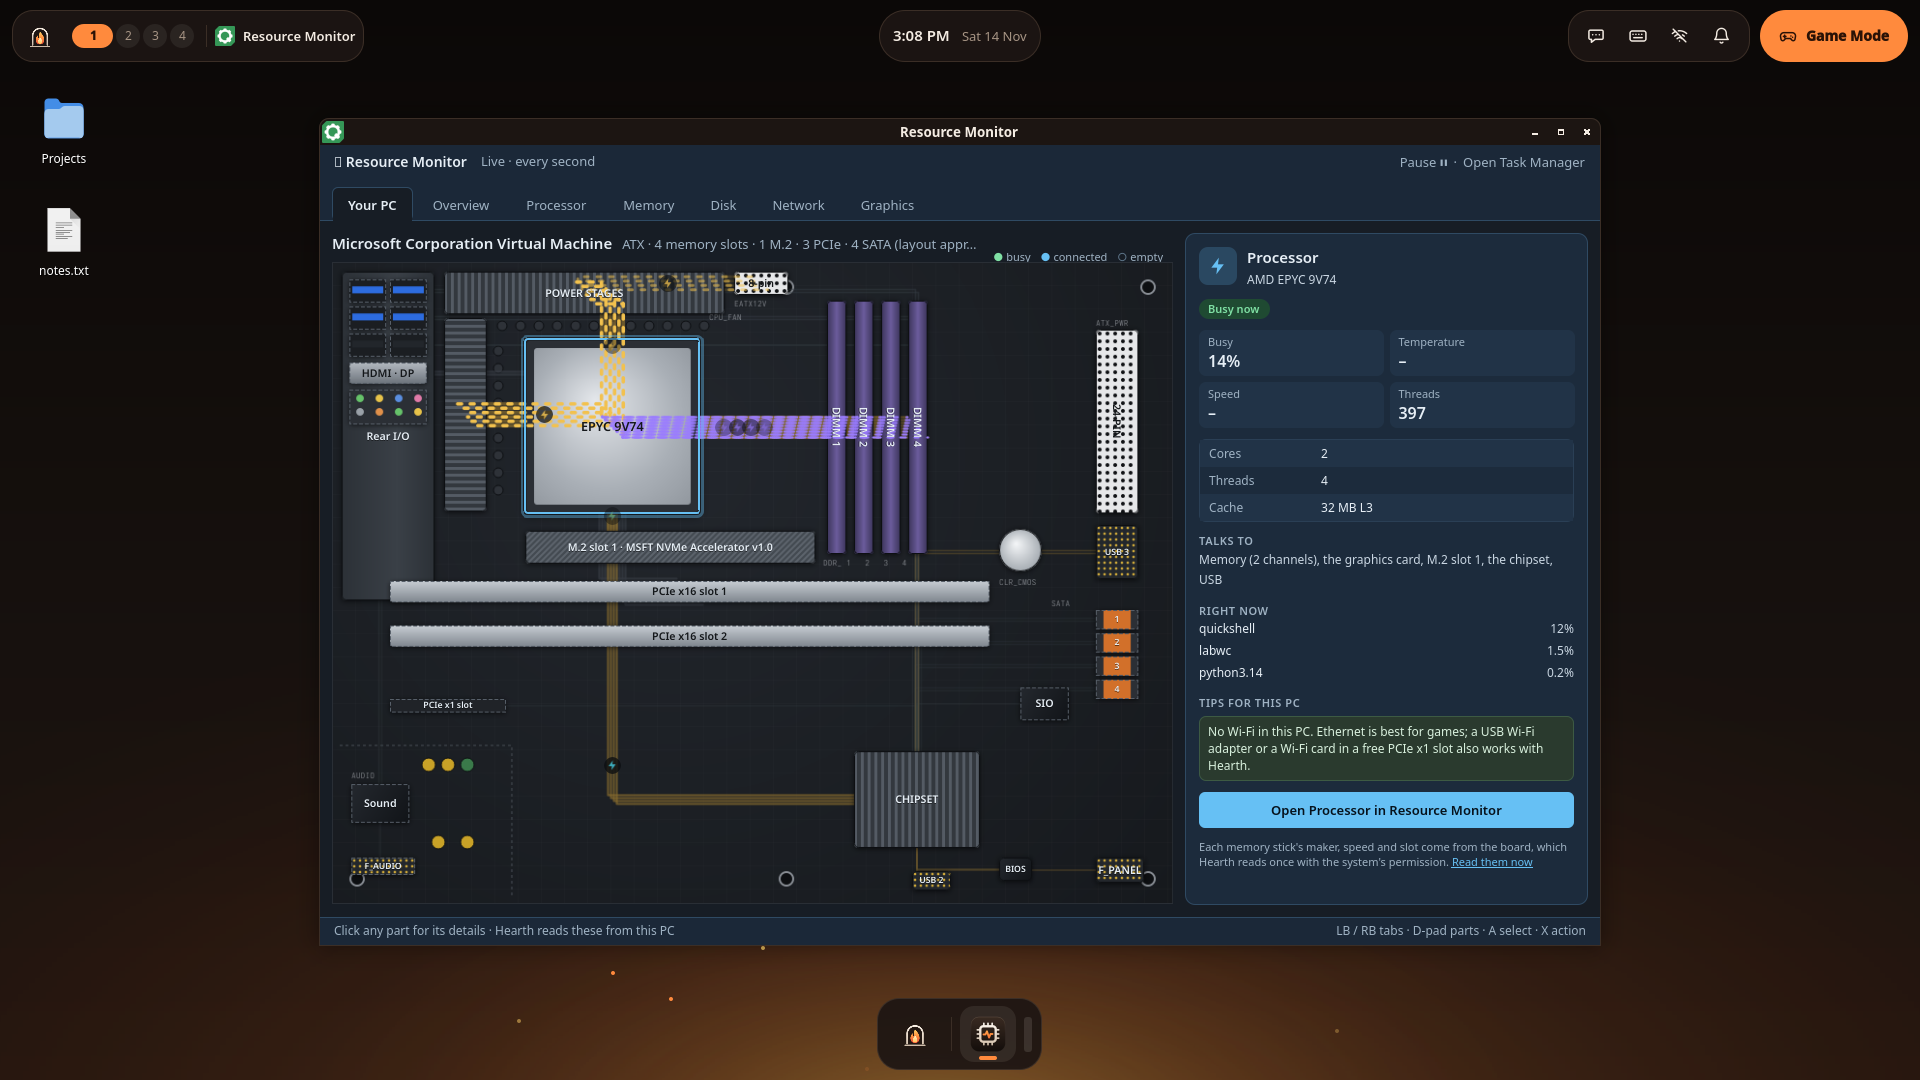 1 2 3 4 Resource Monitor
3:08 PM Sat 14 Nov
Game Mode
Projects
notes.txt
Resource Monitor
Resource Monitor Live · every second
Pause · Open Task Manager
Your PC Overview Processor Memory Disk Network Graphics
Microsoft Corporation Virtual Machine ATX · 4 memory slots · 1 M.2 · 3 PCIe · 4 SATA (layout appr…
busy connected empty
POWER STAGES
8-pin
EATX12V
CPU_FAN
ATX_PWR
HDMI · DP
Rear I/O
EPYC 9V74
DIMM 1
DIMM 2
DIMM 3
DIMM 4
24-PIN
M.2 slot 1 · MSFT NVMe Accelerator v1.0
DDR_ 1 2 3 4
USB 3
CLR_CMOS
PCIe x16 slot 1
SATA
1
2
3
4
PCIe x16 slot 2
PCIe x1 slot
SIO
AUDIO
Sound
CHIPSET
F_AUDIO
USB 2
BIOS
F_PANEL
Processor
AMD EPYC 9V74
Busy now
Busy
14%
Temperature
–
Speed
–
Threads
397
Cores 2
Threads 4
Cache 32 MB L3
TALKS TO
Memory (2 channels), the graphics card, M.2 slot 1, the chipset,
USB
RIGHT NOW
quickshell 12%
labwc 1.5%
python3.14 0.2%
TIPS FOR THIS PC
No Wi-Fi in this PC. Ethernet is best for games; a USB Wi-Fi
adapter or a Wi-Fi card in a free PCIe x1 slot also works with
Hearth.
Open Processor in Resource Monitor
Each memory stick's maker, speed and slot come from the board, which
Hearth reads once with the system's permission. Read them now
Click any part for its details · Hearth reads these from this PC
LB / RB tabs · D-pad parts · A select · X action